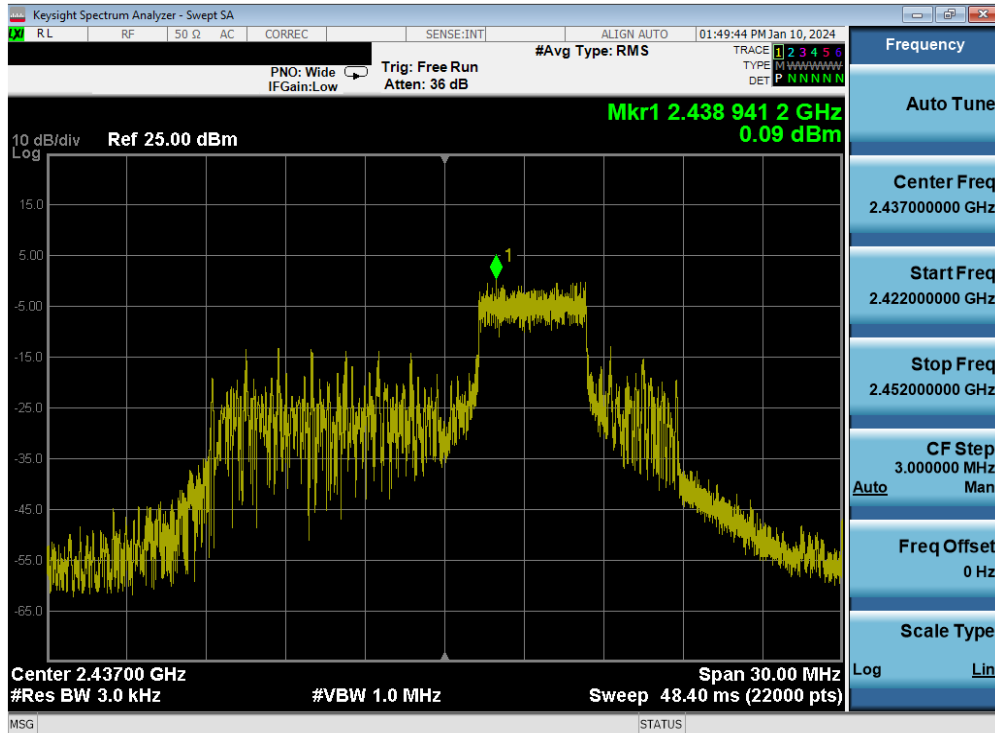 Keysight Spectrum Analyzer - Swept SA
LXI RL RF 50 Ω AC CORREC SENSE:INT ALIGN AUTO 01:49:44 PM Jan 10, 2024
PNO: Wide
IFGain:Low
Trig: Free Run
Atten: 36 dB
#Avg Type: RMS
TRACE 1 2 3 4 5 6
TYPE M W W W W W
DET P N N N N N
Mkr1 2.438 941 2 GHz
0.09 dBm
10 dB/div Ref 25.00 dBm
Log
15.0
5.00
-5.00
-15.0
-25.0
-35.0
-45.0
-55.0
-65.0
1
Center 2.43700 GHz Span 30.00 MHz
#Res BW 3.0 kHz #VBW 1.0 MHz Sweep 48.40 ms (22000 pts)
MSG STATUS
Frequency
Auto Tune
Center Freq
2.437000000 GHz
Start Freq
2.422000000 GHz
Stop Freq
2.452000000 GHz
CF Step
3.000000 MHz
Auto Man
Freq Offset
0 Hz
Scale Type
Log Lin